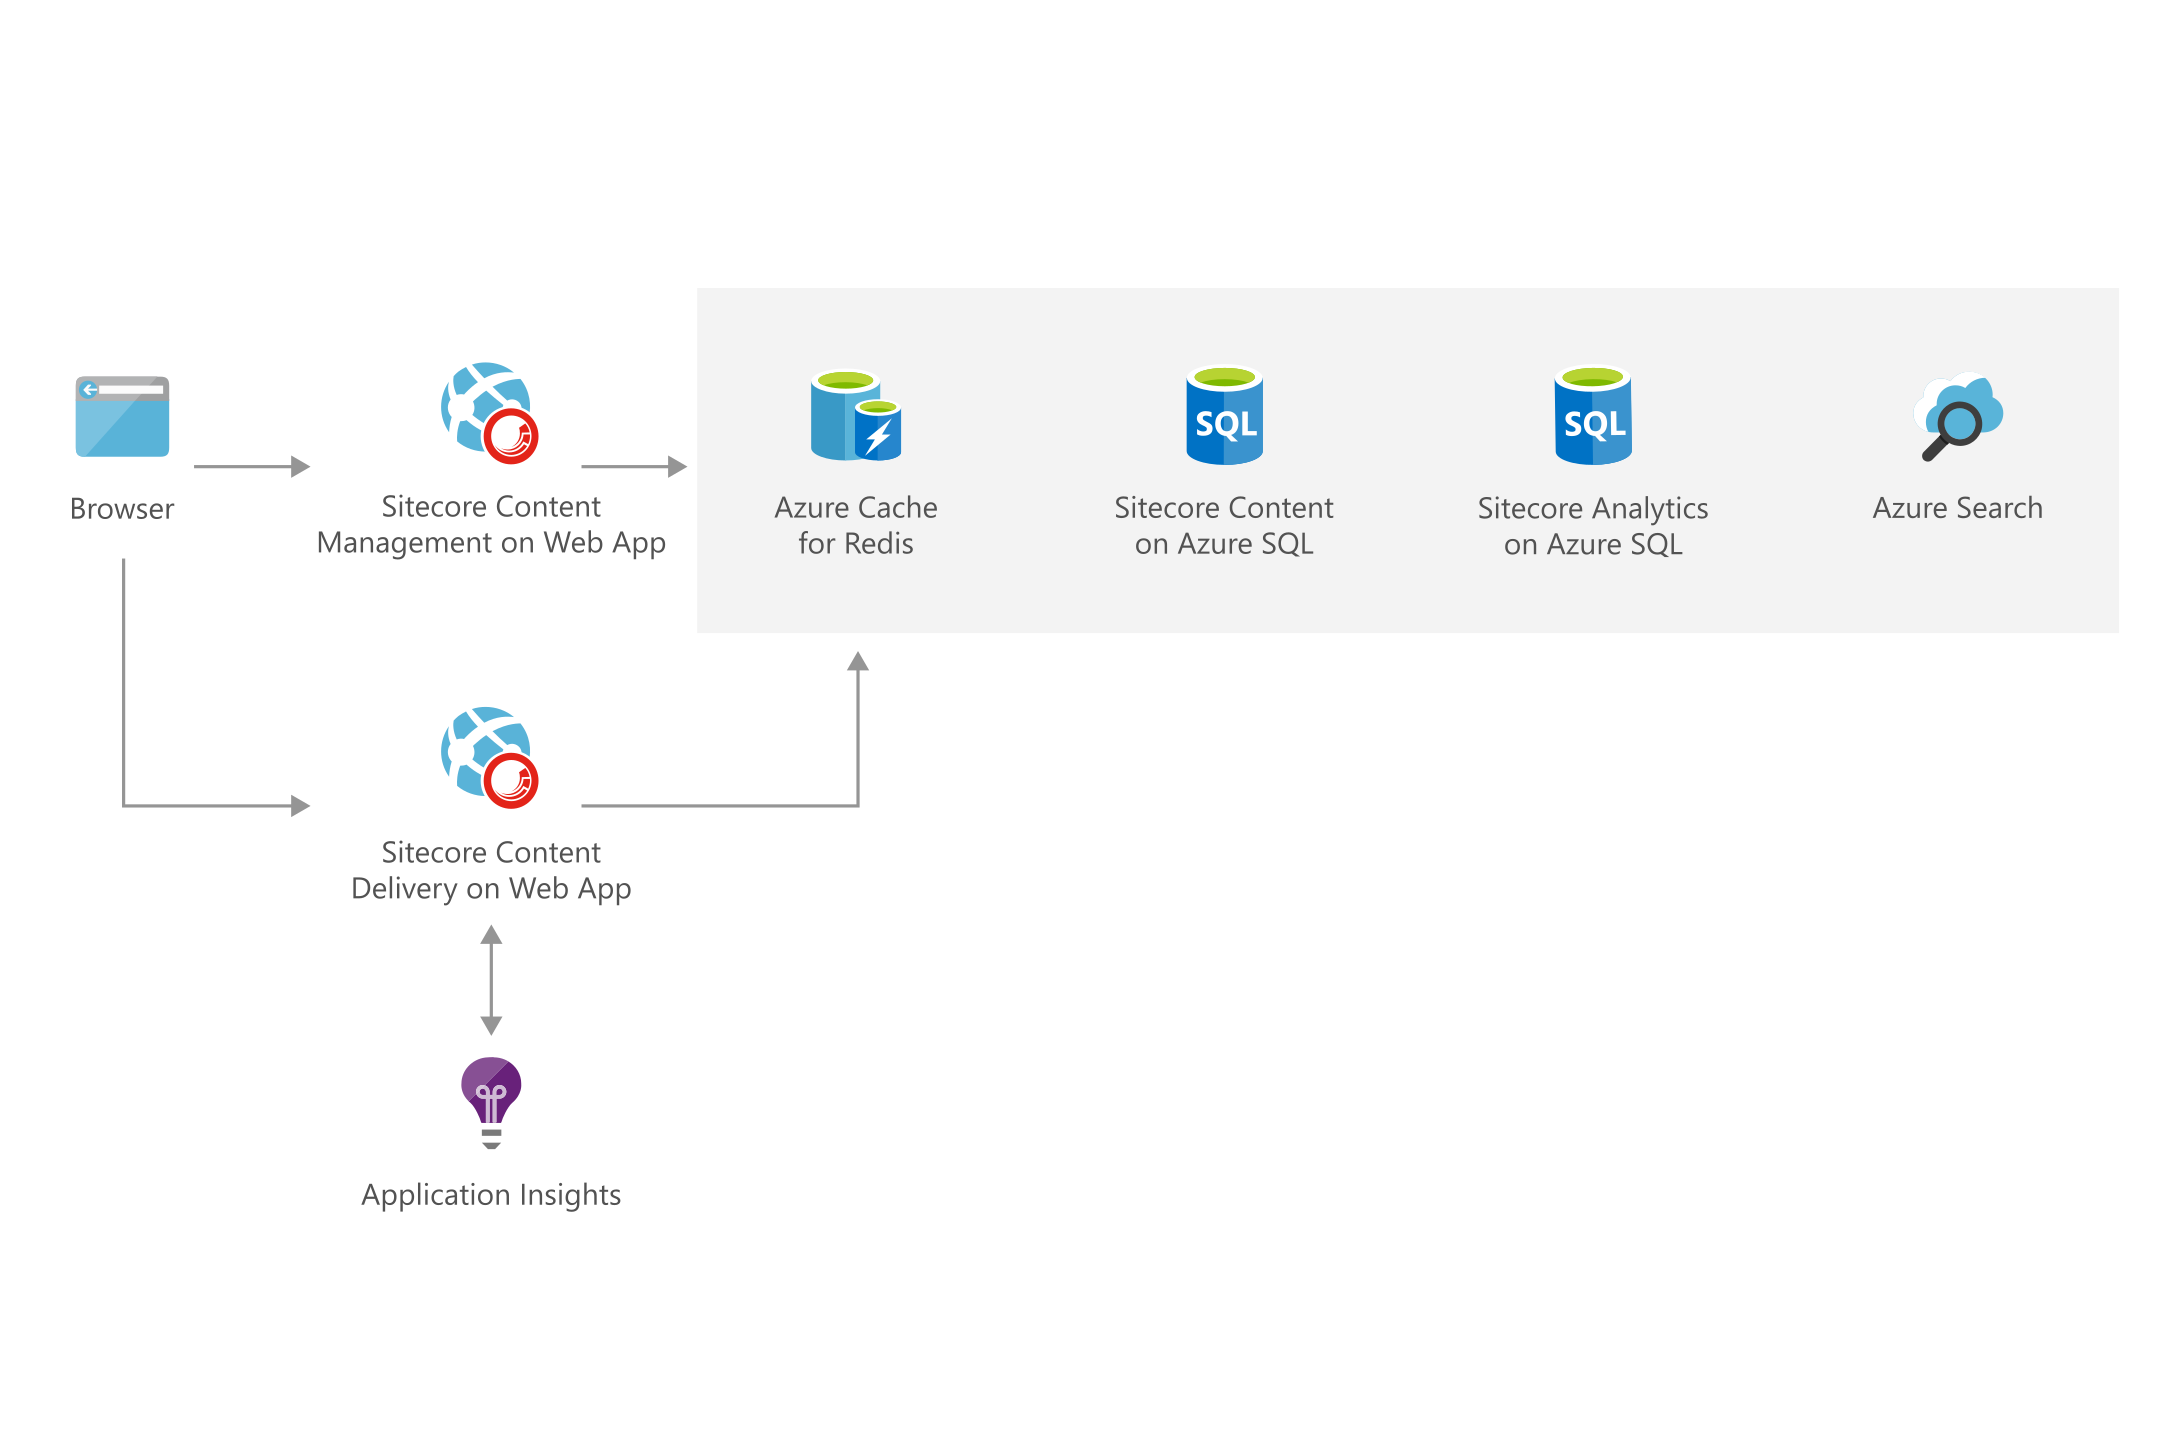 Browser
Sitecore Content
Management on Web App
SQL
Azure Cache
for Redis
SQL
Sitecore Content
on Azure SQL
Sitecore Analytics
on Azure SQL
Azure Search
Sitecore Content
Delivery on Web App
Application Insights